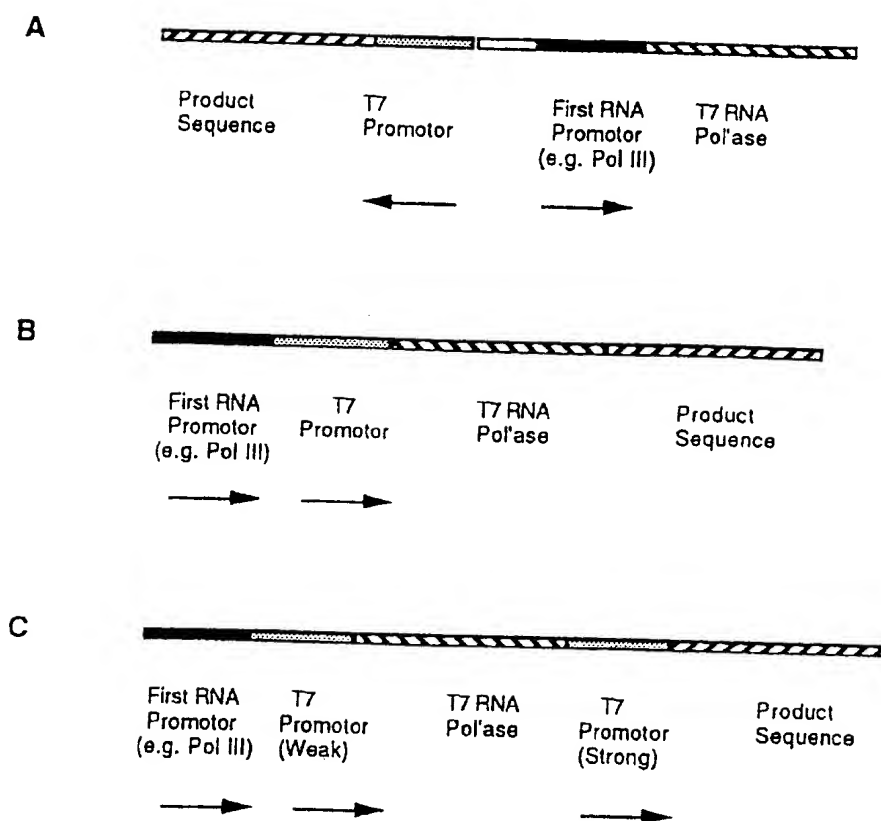 A
Product
Sequence
T7
Promotor
First RNA
Promotor
(e.g. Pol III)
T7 RNA
Pol'ase
B
First RNA
Promotor
(e.g. Pol III)
T7
Promotor
T7 RNA
Pol'ase
Product
Sequence
C
First RNA
Promotor
(e.g. Pol III)
T7
Promotor
(Weak)
T7 RNA
Pol'ase
T7
Promotor
(Strong)
Product
Sequence